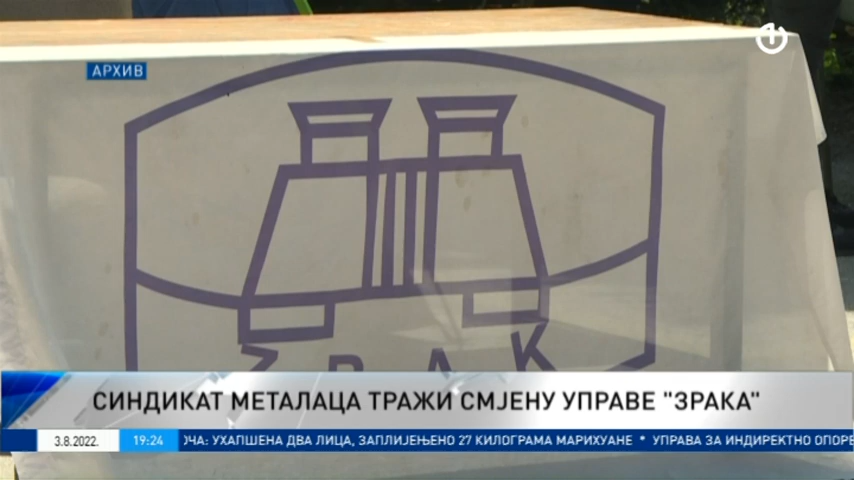 АРХИВ
ЗРАК
СИНДИКАТ МЕТАЛАЦА ТРАЖИ СМЈЕНУ УПРАВЕ "ЗРАКА"
3.8.2022. 19:24 УЧА: УХАПШЕНА ДВА ЛИЦА, ЗАПЛИЈЕЊЕНО 27 КИЛОГРАМА МАРИХУАНЕ * УПРАВА ЗА ИНДИРЕКТНО ОПОРЕ